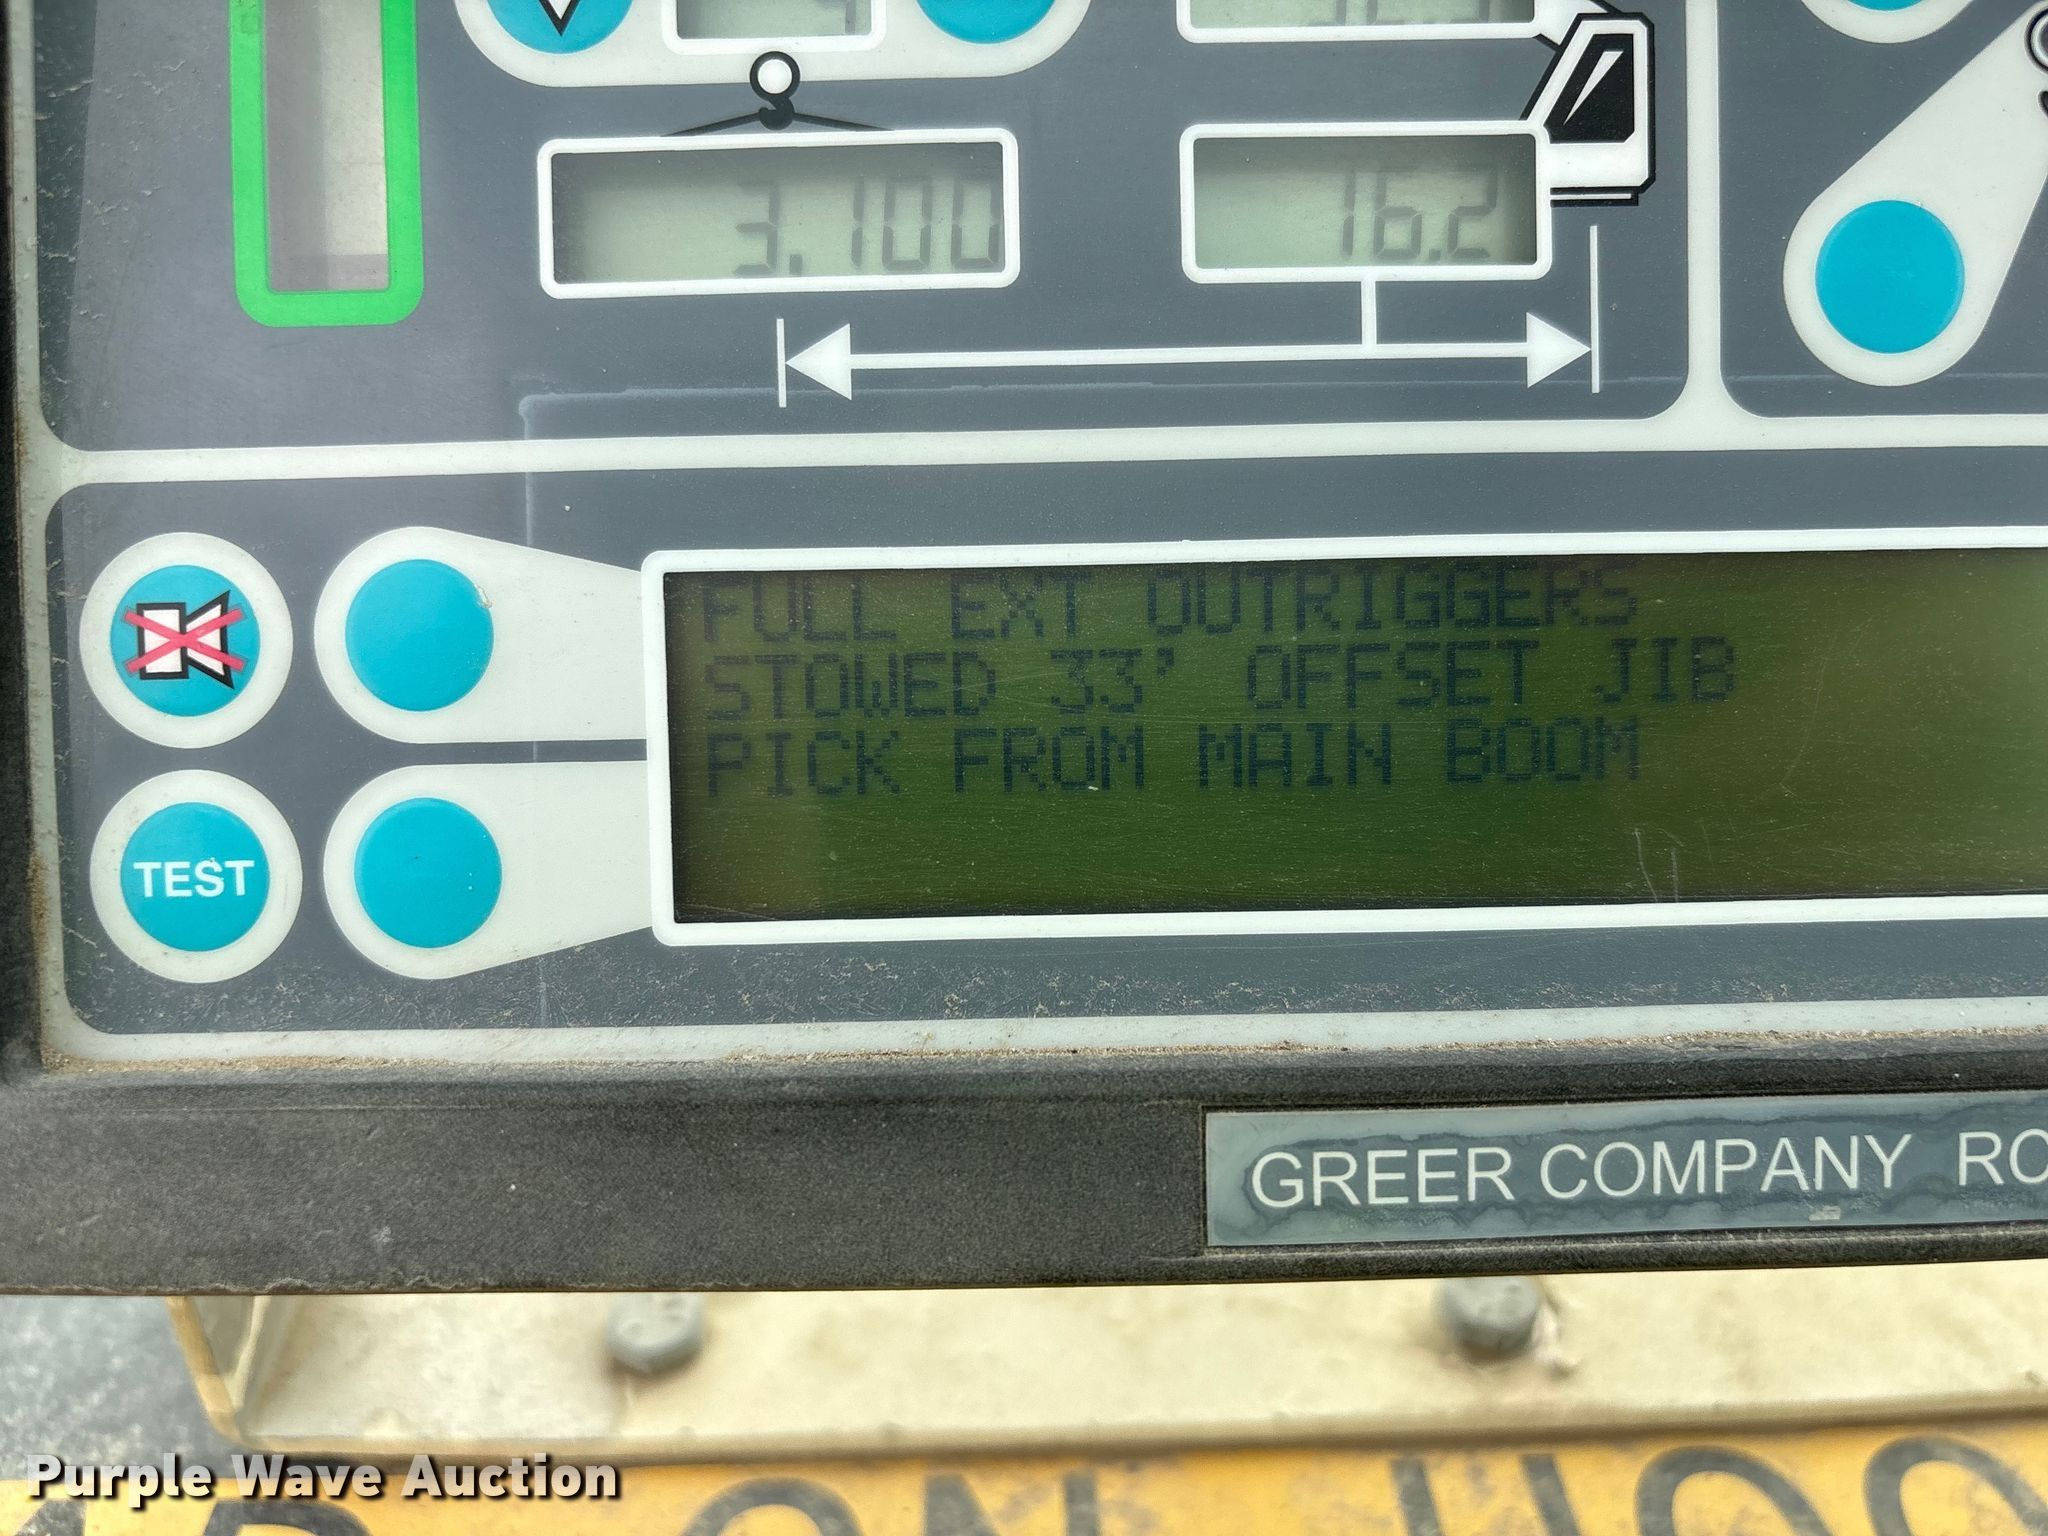 3.100
16.2
FULL EXT OUTRIGGERS
STOWED 33' OFFSET JIB
PICK FROM MAIN BOOM
TEST
GREER COMPANY
Purple Wave Auction